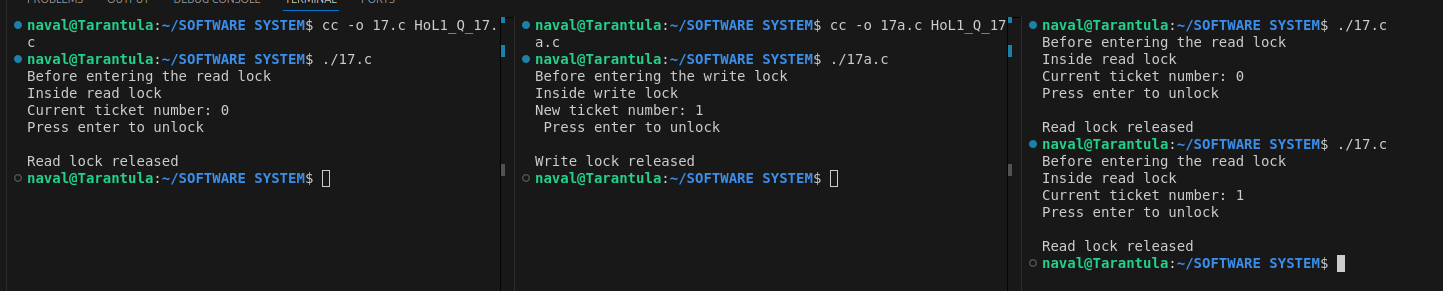 PROBLEMS OUTPUT DEBUG CONSOLE TERMINAL PORTS
naval@Tarantula:~/SOFTWARE SYSTEM$ cc -o 17.c HoL1_Q_17.
c
naval@Tarantula:~/SOFTWARE SYSTEM$ ./17.c
Before entering the read lock
Inside read lock
Current ticket number: 0
Press enter to unlock
Read lock released
naval@Tarantula:~/SOFTWARE SYSTEM$
naval@Tarantula:~/SOFTWARE SYSTEM$ cc -o 17a.c HoL1_Q_17
a.c
naval@Tarantula:~/SOFTWARE SYSTEM$ ./17a.c
Before entering the write lock
Inside write lock
New ticket number: 1
Press enter to unlock
Write lock released
naval@Tarantula:~/SOFTWARE SYSTEM$
naval@Tarantula:~/SOFTWARE SYSTEM$ ./17.c
Before entering the read lock
Inside read lock
Current ticket number: 0
Press enter to unlock
Read lock released
naval@Tarantula:~/SOFTWARE SYSTEM$ ./17.c
Before entering the read lock
Inside read lock
Current ticket number: 1
Press enter to unlock
Read lock released
naval@Tarantula:~/SOFTWARE SYSTEM$